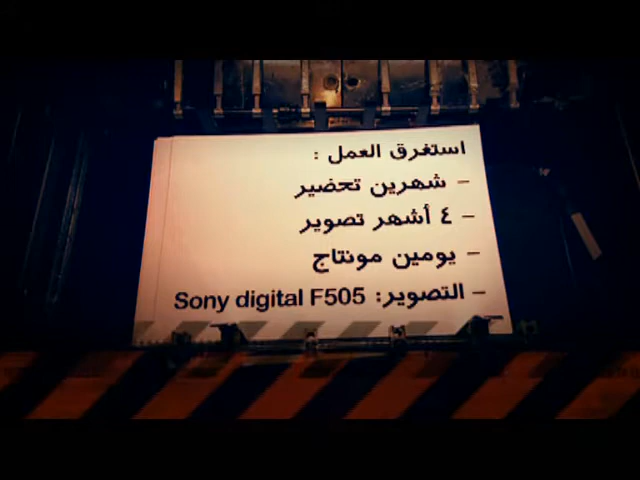 استغرق العمل :
– شهرين تحضير
– ٤ أشهر تصوير
– يومين مونتاج
– التصوير: Sony digital F505